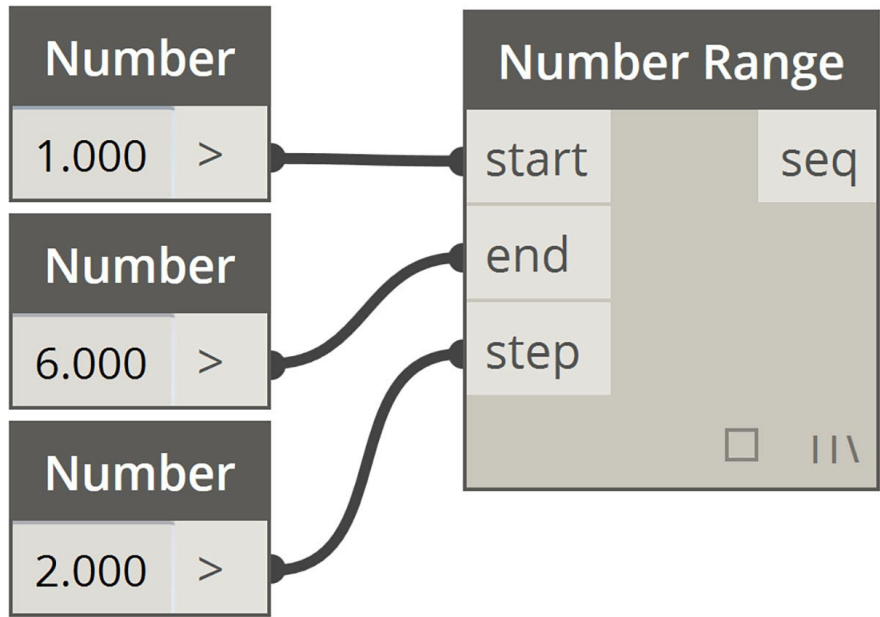 Number
1.000 >
Number
6.000 >
Number
2.000 >
Number Range
start seq
end
step